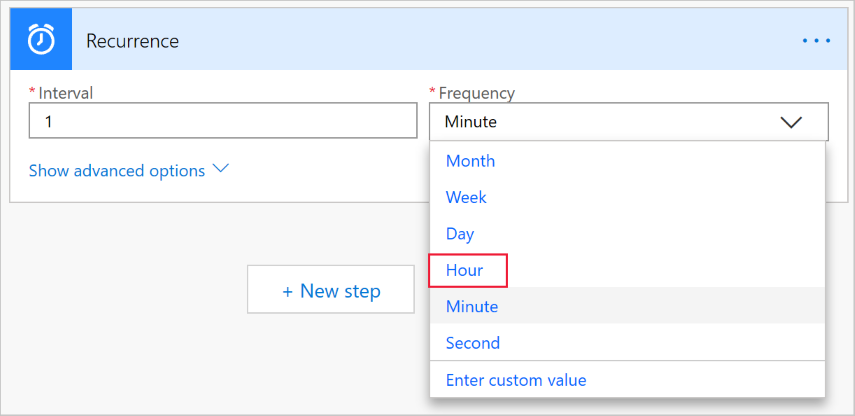 Recurrence
* Interval
* Frequency
1
Minute
Show advanced options
Month
Week
Day
Hour
Minute
Second
Enter custom value
+ New step